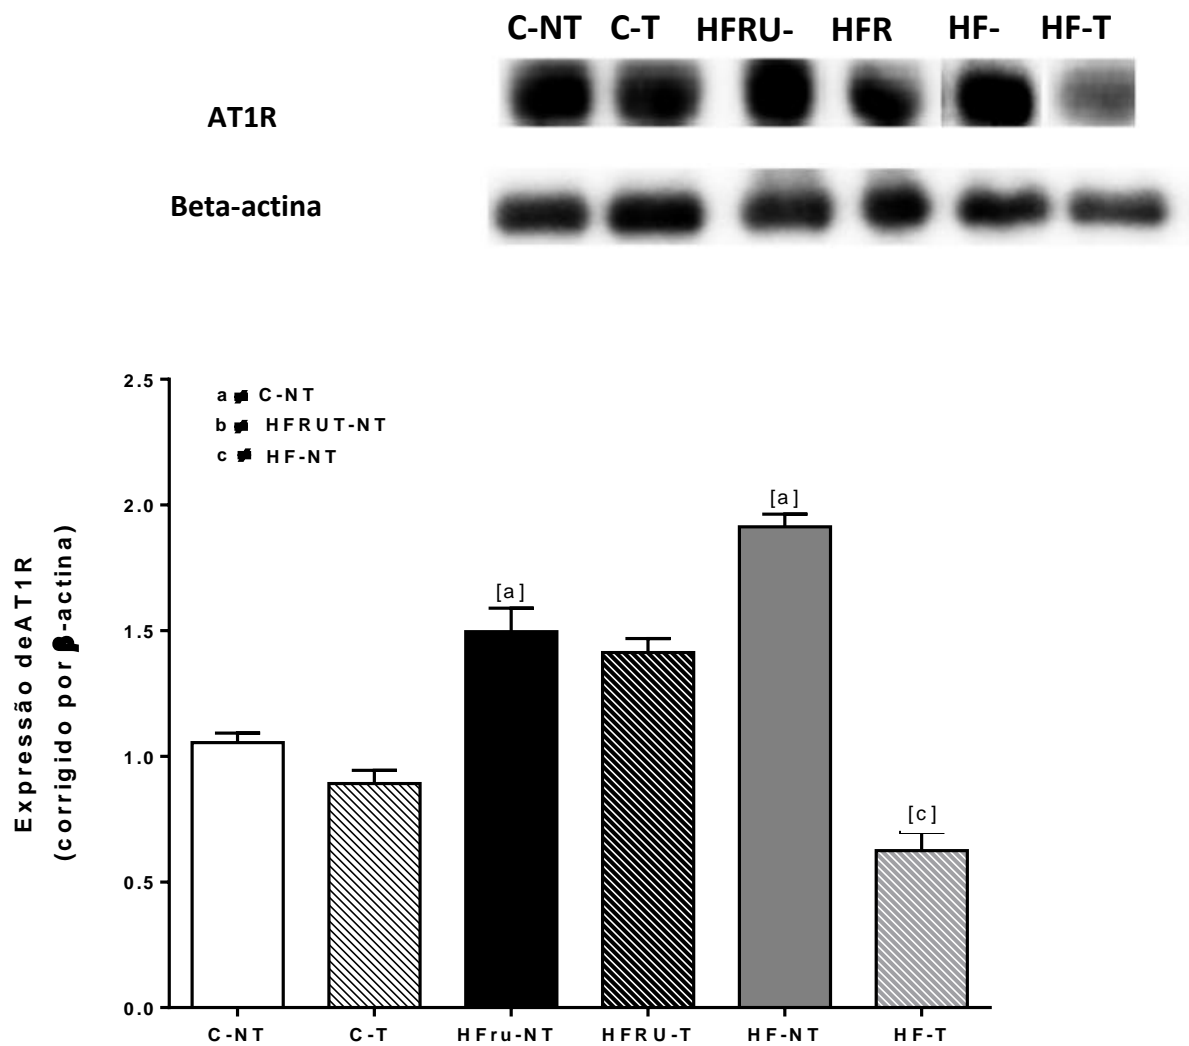 C-NT C-T HFRU- HFR HF- HF-T
AT1R
Beta-actina
2.5
2.0
1.5
1.0
0.5
0.0
Expressão deAT1R
(corrigido por β-actina)
a ≠ C-NT
b ≠ HFRUT-NT
c ≠ HF-NT
[a]
[a]
[c]
C-NT C-T HFru-NT HFRU-T HF-NT HF-T